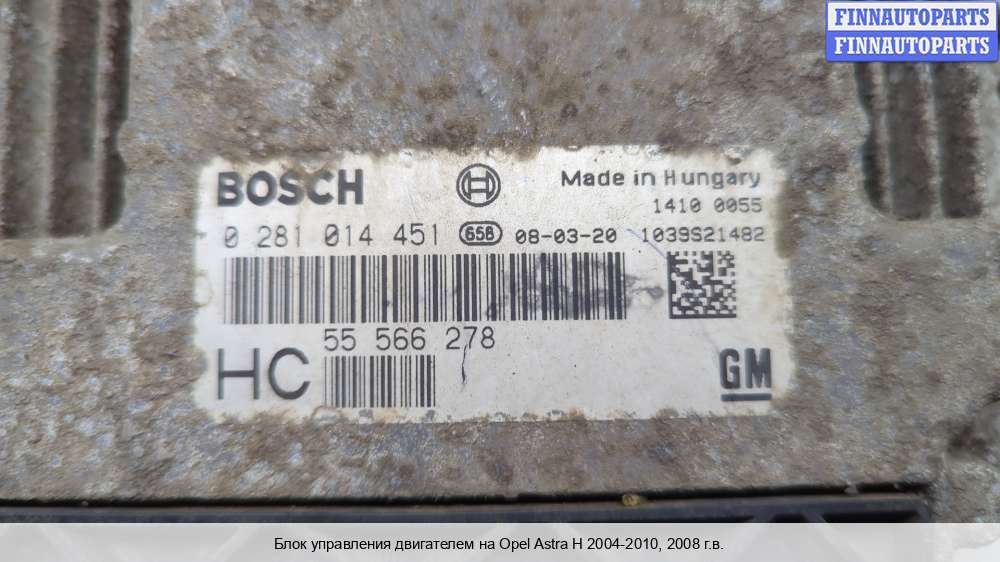 FINNAUTOPARTS
FINNAUTOPARTS
BOSCH
Made in Hungary
1410 0055
0 281 014 451 658 08-03-20 1039S21482
55 566 278
HC
GM
Блок управления двигателем на Opel Astra H 2004-2010, 2008 г.в.